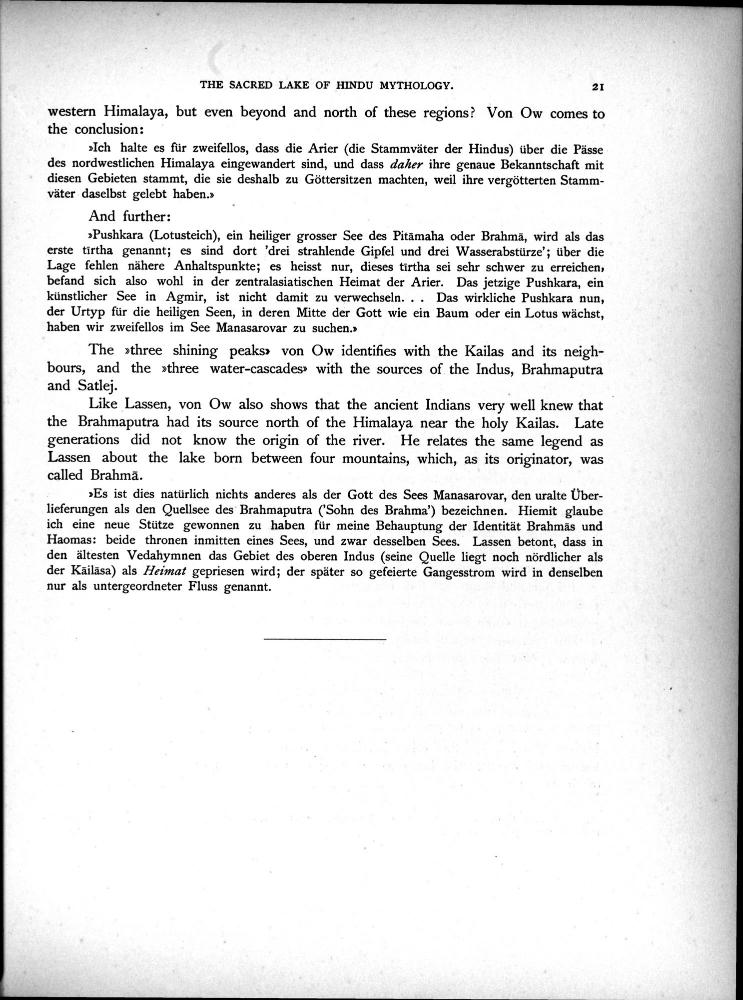 THE SACRED LAKE OF HINDU MYTHOLOGY. 21
western Himalaya, but even beyond and north of these regions? Von Ow comes to
the conclusion:
»Ich halte es für zweifellos, dass die Arier (die Stammväter der Hindus) über die Pässe
des nordwestlichen Himalaya eingewandert sind, und dass daher ihre genaue Bekanntschaft mit
diesen Gebieten stammt, die sie deshalb zu Göttersitzen machten, weil ihre vergötterten Stamm-
väter daselbst gelebt haben.»
And further:
»Pushkara (Lotusteich), ein heiliger grosser See des Pitāmaha oder Brahmā, wird als das
erste tīrtha genannt; es sind dort 'drei strahlende Gipfel und drei Wasserabstürze'; über die
Lage fehlen nähere Anhaltspunkte; es heisst nur, dieses tīrtha sei sehr schwer zu erreichen,
befand sich also wohl in der zentralasiatischen Heimat der Arier. Das jetzige Pushkara, ein
künstlicher See in Agmir, ist nicht damit zu verwechseln. . . Das wirkliche Pushkara nun,
der Urtyp für die heiligen Seen, in deren Mitte der Gott wie ein Baum oder ein Lotus wächst,
haben wir zweifellos im See Manasarovar zu suchen.»
The »three shining peaks» von Ow identifies with the Kailas and its neigh-
bours, and the »three water-cascades» with the sources of the Indus, Brahmaputra
and Satlej.
Like Lassen, von Ow also shows that the ancient Indians very well knew that
the Brahmaputra had its source north of the Himalaya near the holy Kailas. Late
generations did not know the origin of the river. He relates the same legend as
Lassen about the lake born between four mountains, which, as its originator, was
called Brahmā.
»Es ist dies natürlich nichts anderes als der Gott des Sees Manasarovar, den uralte Über-
lieferungen als den Quellsee des Brahmaputra ('Sohn des Brahma') bezeichnen. Hiemit glaube
ich eine neue Stütze gewonnen zu haben für meine Behauptung der Identität Brahmās und
Haomas: beide thronen inmitten eines Sees, und zwar desselben Sees. Lassen betont, dass in
den ältesten Vedahymnen das Gebiet des oberen Indus (seine Quelle liegt noch nördlicher als
der Kāilāsa) als Heimat gepriesen wird; der später so gefeierte Gangesstrom wird in denselben
nur als untergeordneter Fluss genannt.